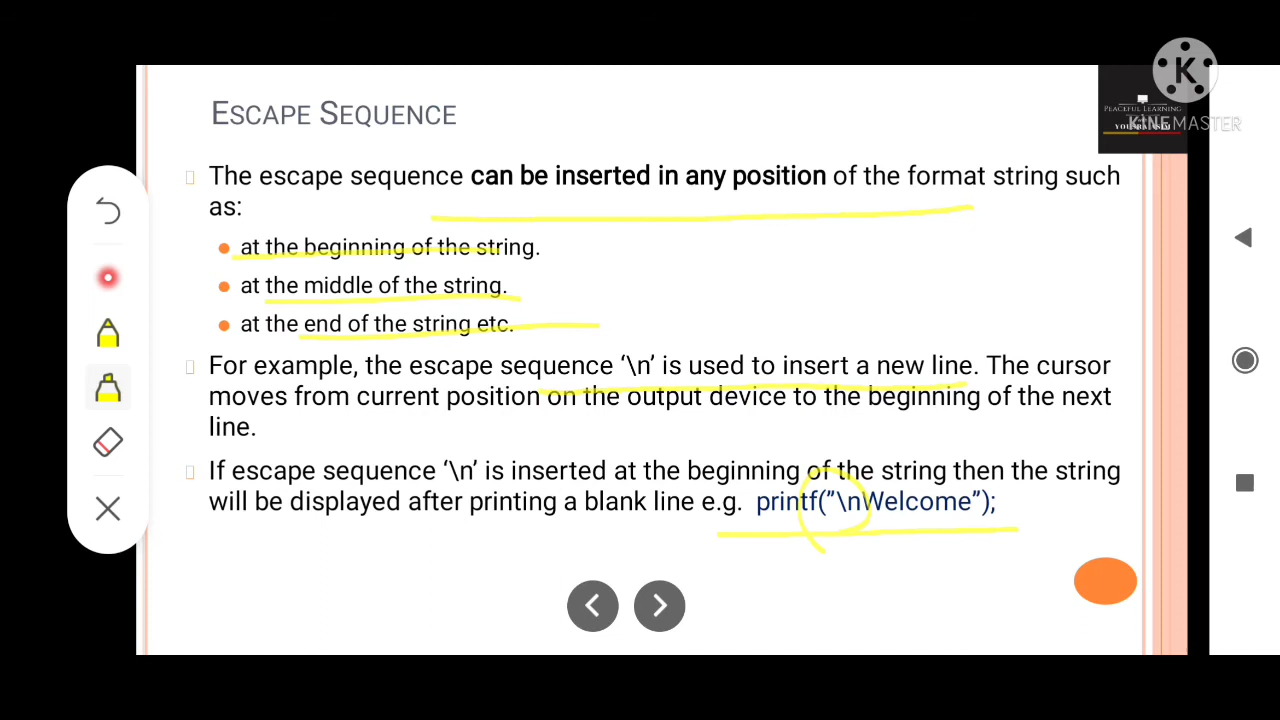 ESCAPE SEQUENCE
The escape sequence can be inserted in any position of the format string such
as:
at the beginning of the string.
at the middle of the string.
at the end of the string etc.
For example, the escape sequence ‘\n’ is used to insert a new line. The cursor
moves from current position on the output device to the beginning of the next
line.
If escape sequence ‘\n’ is inserted at the beginning of the string then the string
will be displayed after printing a blank line e.g. printf(”\nWelcome”);
K
PEACEFUL LEARNING
KINEMASTER